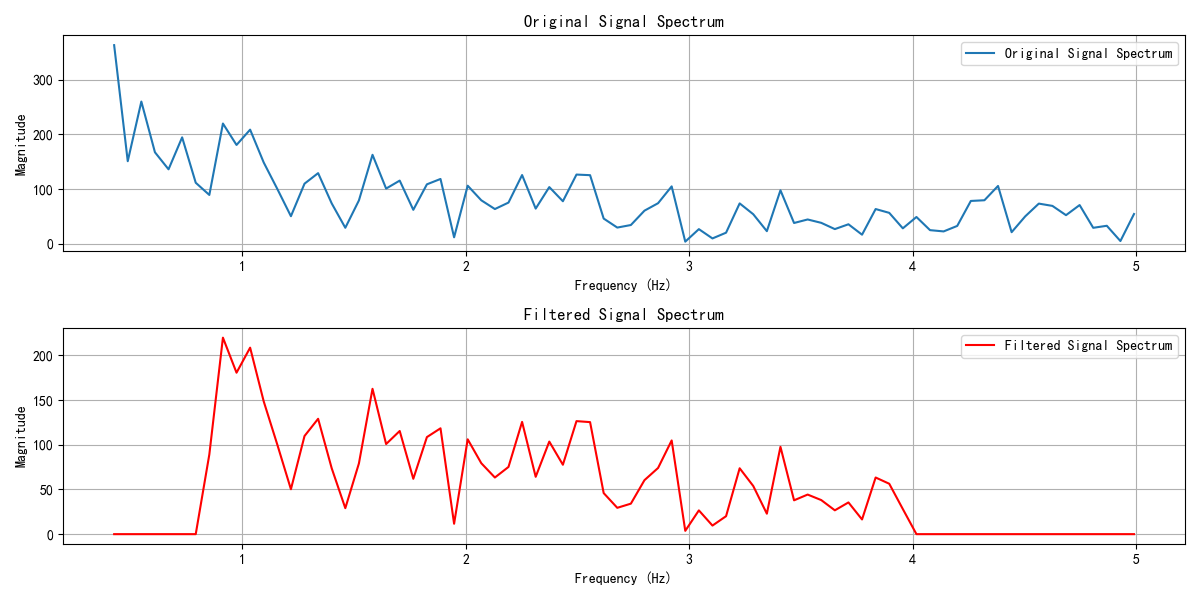 Original Signal Spectrum
Original Signal Spectrum
Magnitude
300
200
100
0
1 2 3 4 5
Frequency (Hz)
Filtered Signal Spectrum
Filtered Signal Spectrum
Magnitude
200
150
100
50
0
1 2 3 4 5
Frequency (Hz)